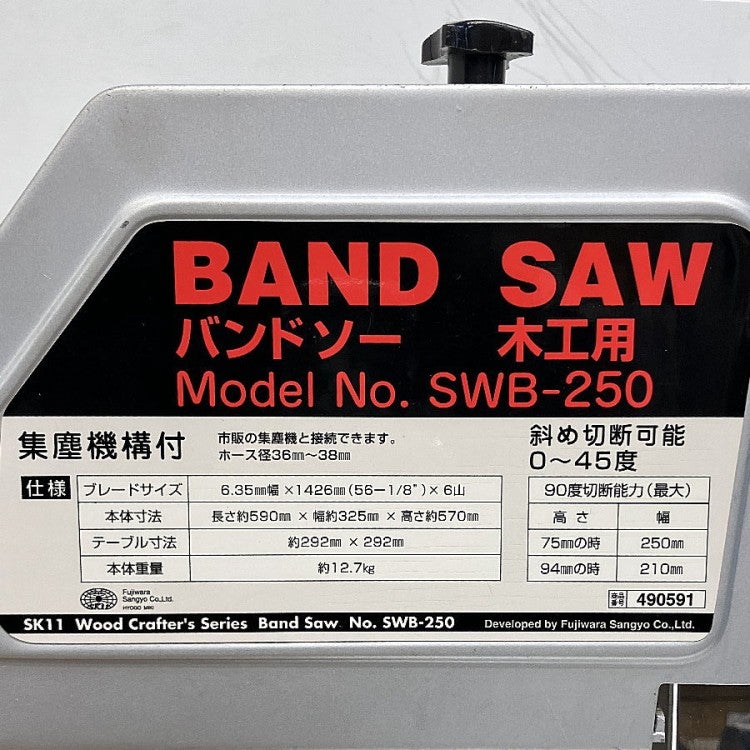 BAND SAW
バンドソー 木工用
Model No. SWB-250
集塵機構付
市販の集塵機と接続できます。
ホース径36mm〜38mm
斜め切断可能
0〜45度
仕様
ブレードサイズ 6.35mm幅×1426mm(56-1/8")×6山
本体寸法 長さ約590mm×幅約325mm×高さ約570mm
テーブル寸法 約292mm×292mm
本体重量 約12.7kg
90度切断能力(最大)
高さ 幅
75mmの時 250mm
94mmの時 210mm
SK11
Fujiwara
Sangyo Co.,Ltd.
HYOGO MIKI
商品番号 490591
SK11 Wood Crafter's Series Band Saw No. SWB-250
Developed by Fujiwara Sangyo Co.,Ltd.